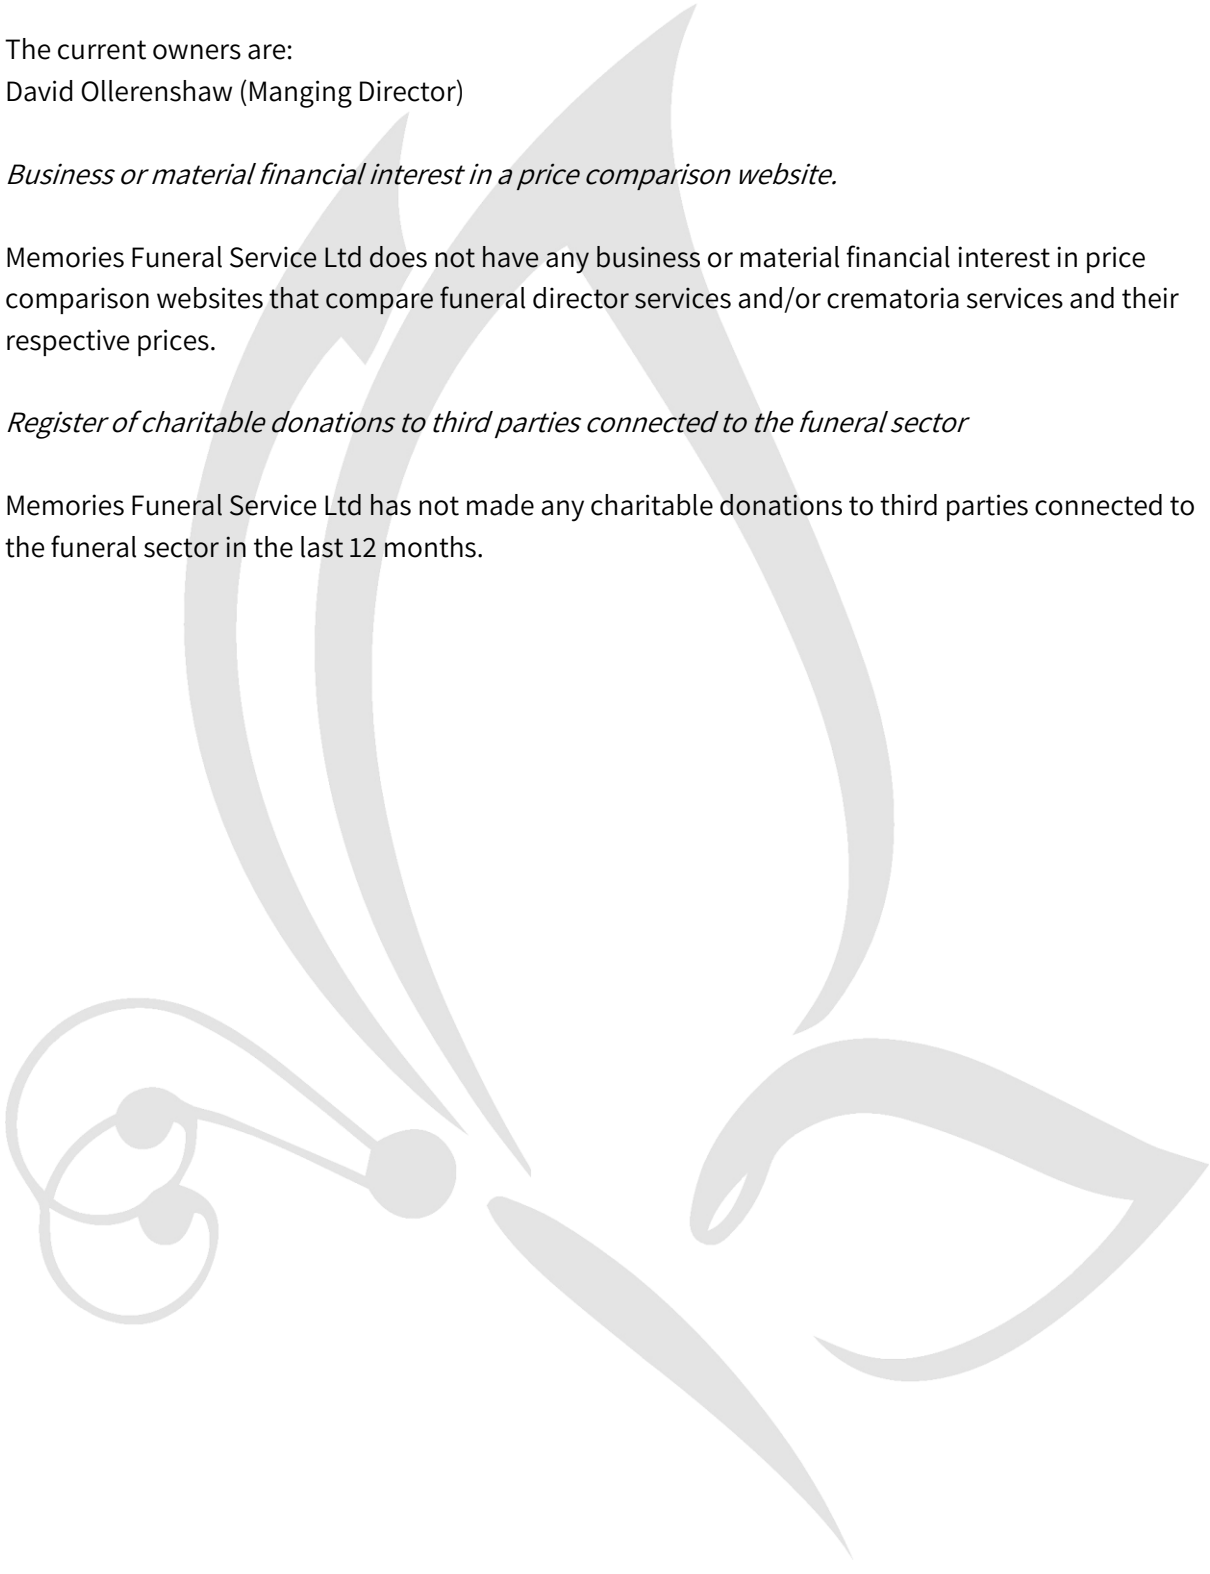 The current owners are:
David Ollerenshaw (Manging Director)
Business or material financial interest in a price comparison website.
Memories Funeral Service Ltd does not have any business or material financial interest in price
comparison websites that compare funeral director services and/or crematoria services and their
respective prices.
Register of charitable donations to third parties connected to the funeral sector
Memories Funeral Service Ltd has not made any charitable donations to third parties connected to
the funeral sector in the last 12 months.